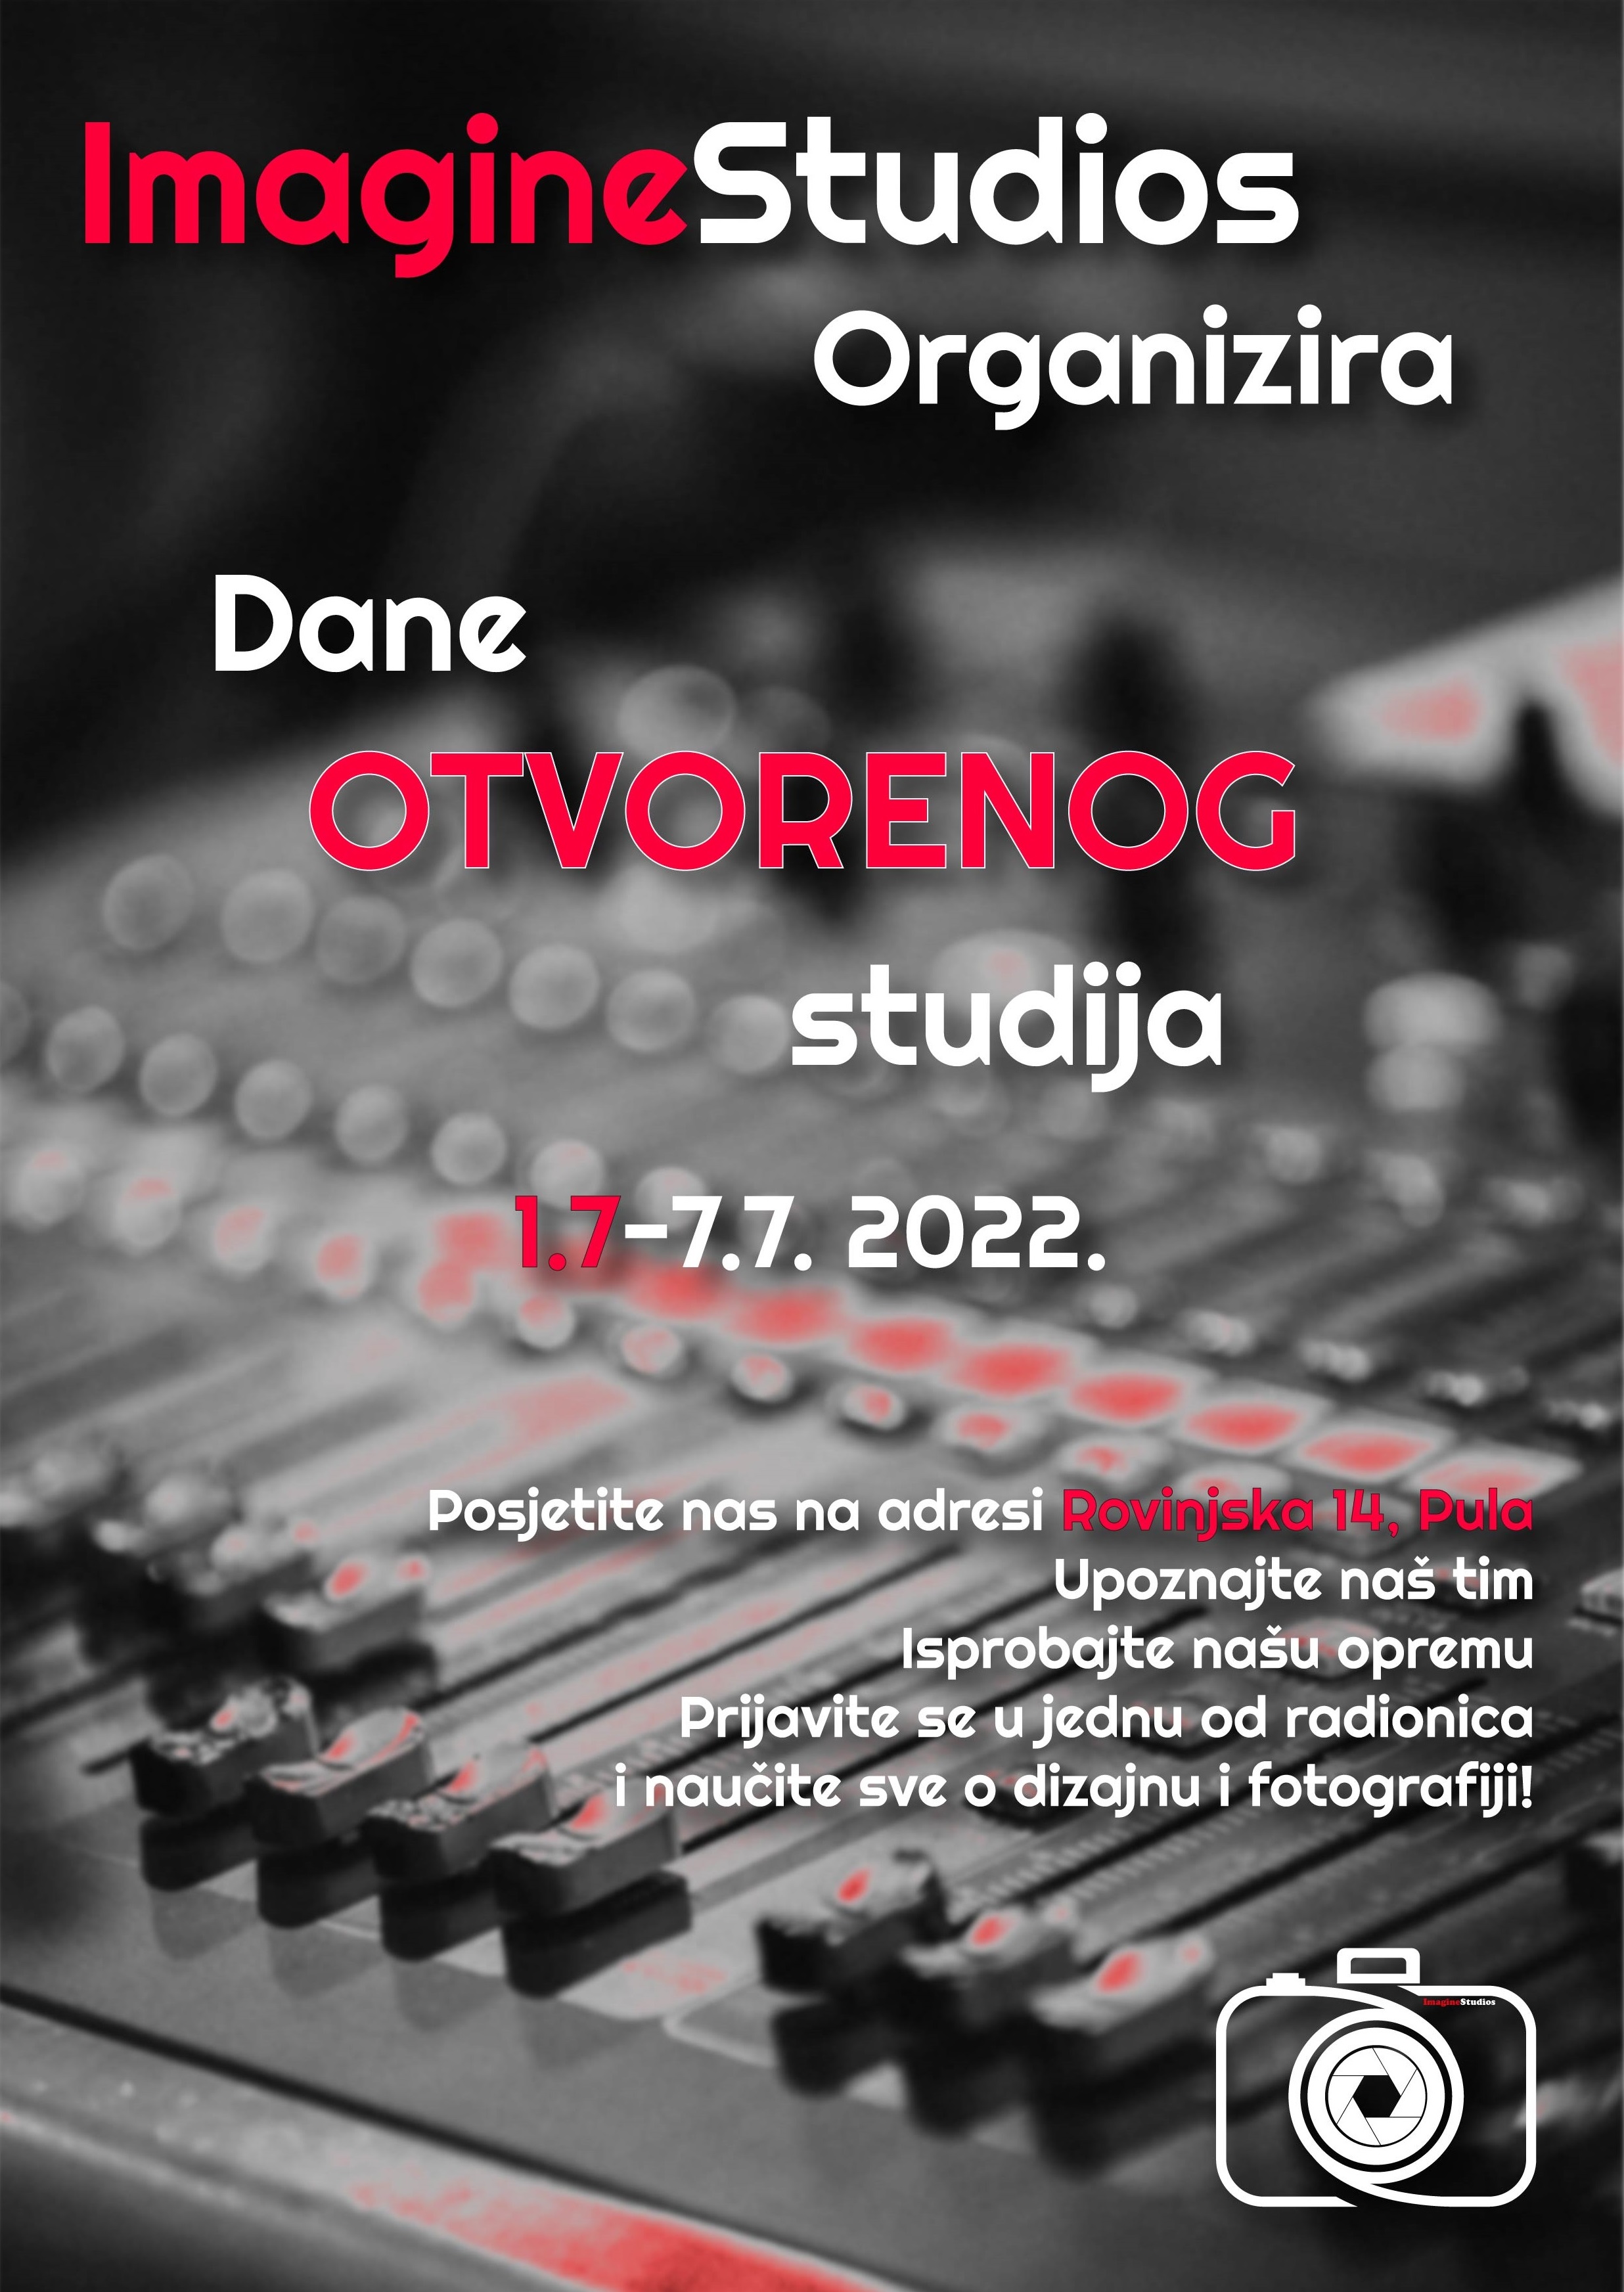 ImagineStudios
Organizira
Dane
OTVORENOG
studija
1.7-7.7. 2022.
Posjetite nas na adresi Rovinjska 14, Pula
Upoznajte naš tim
Isprobajte našu opremu
Prijavite se u jednu od radionica
i naučite sve o dizajnu i fotografiji!
ImagineStudios